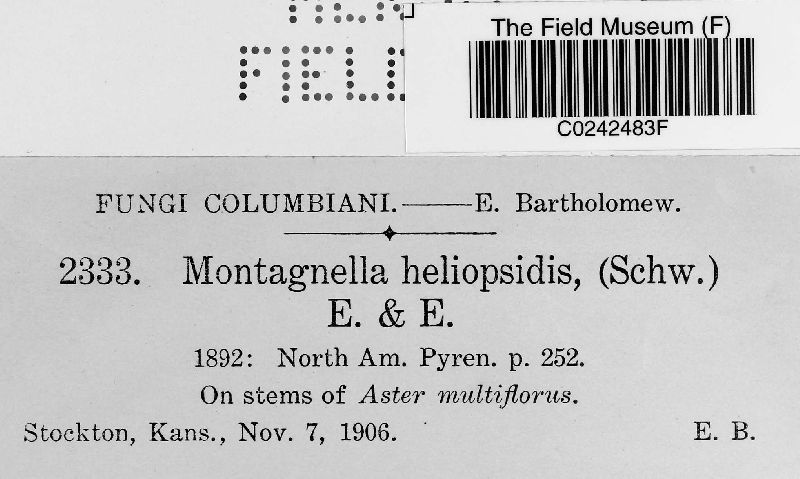 The Field Museum (F)
C0242483F
FUNGI COLUMBIANI.——E. Bartholomew.
2333. Montagnella heliopsidis, (Schw.)
E. & E.
1892: North Am. Pyren. p. 252.
On stems of Aster multiflorus.
Stockton, Kans., Nov. 7, 1906. E. B.